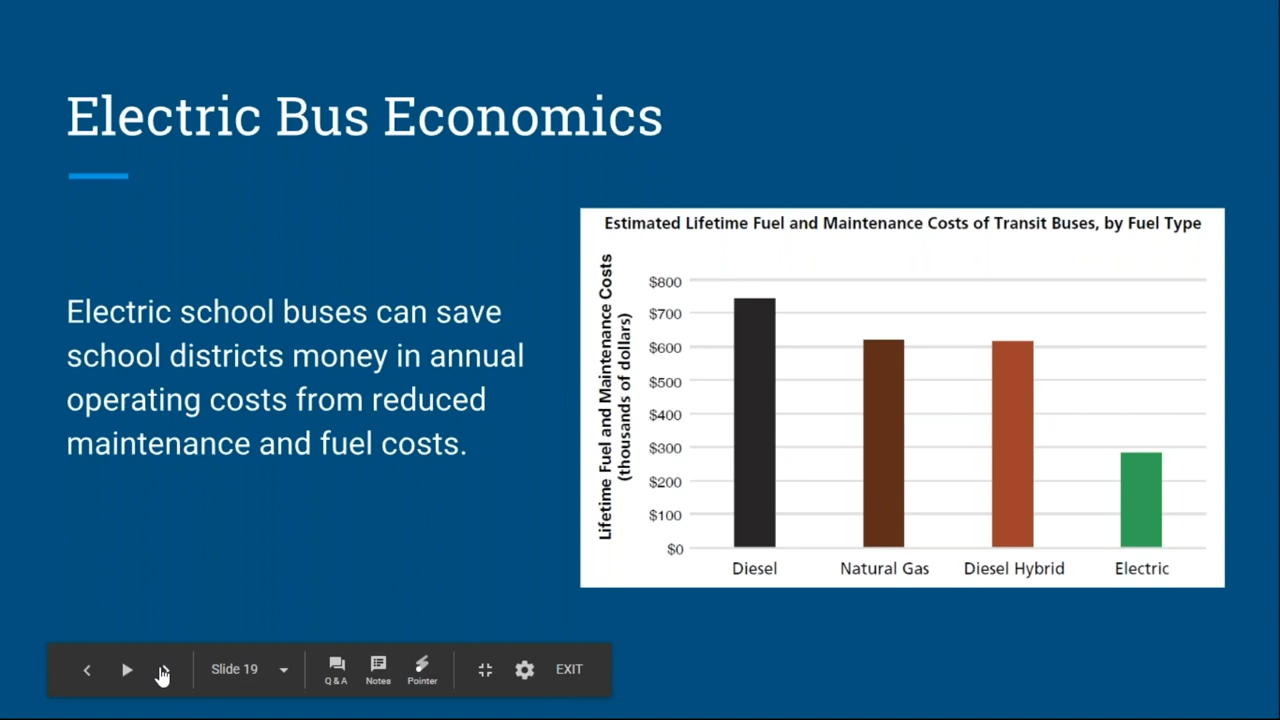 Electric Bus Economics
Electric school buses can save
school districts money in annual
operating costs from reduced
maintenance and fuel costs.
Estimated Lifetime Fuel and Maintenance Costs of Transit Buses, by Fuel Type
Lifetime Fuel and Maintenance Costs
(thousands of dollars)
$800
$700
$600
$500
$400
$300
$200
$100
$0
Diesel
Natural Gas
Diesel Hybrid
Electric
Slide 19
Q & A
Notes
Pointer
EXIT